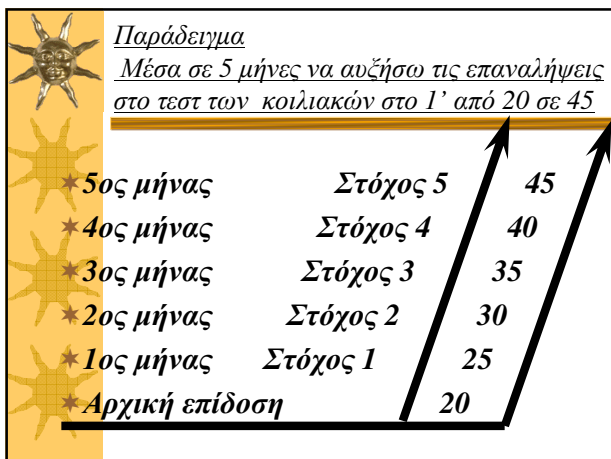 Παράδειγμα
Μέσα σε 5 μήνες να αυξήσω τις επαναλήψεις
στο τεστ των κοιλιακών στο 1’ από 20 σε 45
5ος μήνας Στόχος 5 45
4ος μήνας Στόχος 4 40
3ος μήνας Στόχος 3 35
2ος μήνας Στόχος 2 30
1ος μήνας Στόχος 1 25
Αρχική επίδοση 20